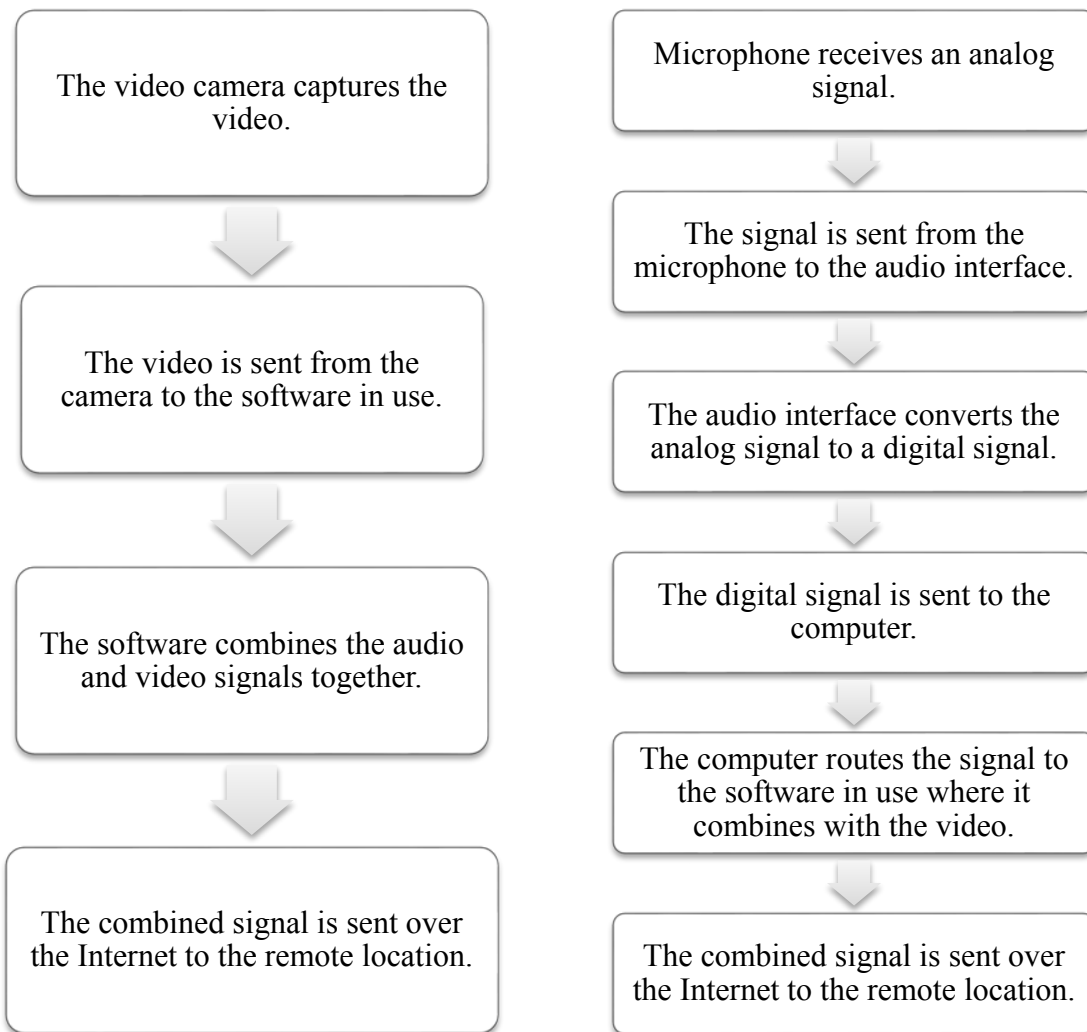 The video camera captures the
video.
The video is sent from the
camera to the software in use.
The software combines the audio
and video signals together.
The combined signal is sent over
the Internet to the remote location.
Microphone receives an analog
signal.
The signal is sent from the
microphone to the audio interface.
The audio interface converts the
analog signal to a digital signal.
The digital signal is sent to the
computer.
The computer routes the signal to
the software in use where it
combines with the video.
The combined signal is sent over
the Internet to the remote location.